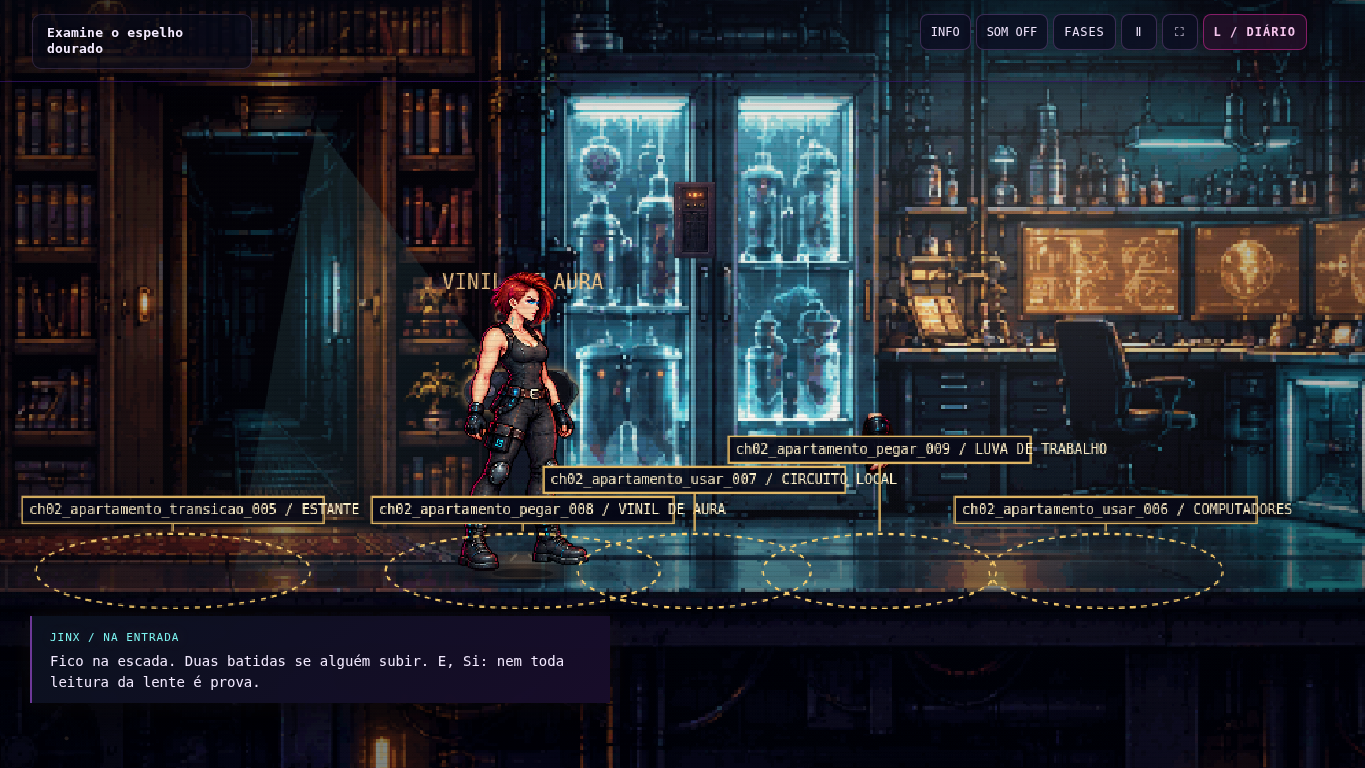 Examine o espelho
dourado
INFO
SOM OFF
FASES
L / DIÁRIO
VINIL AURA
ch02_apartamento_pegar_009 / LUVA DE TRABALHO
ch02_apartamento_usar_007 / CIRCUITO LOCAL
ch02_apartamento_transicao_005 / ESTANTE
ch02_apartamento_pegar_008 / VINIL DE AURA
ch02_apartamento_usar_006 / COMPUTADORES
JINX / NA ENTRADA
Fico na escada. Duas batidas se alguém subir. E, Si: nem toda
leitura da lente é prova.